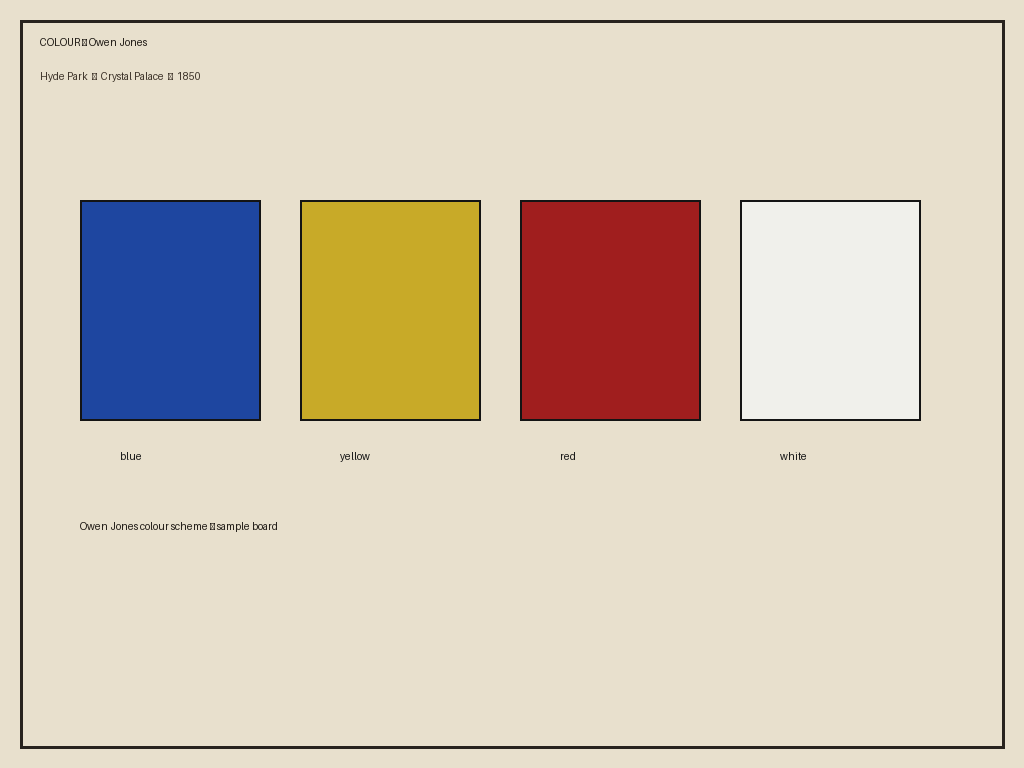 COLOUR▯Owen Jones
Hyde Park ▯ Crystal Palace ▯ 1850
blue
yellow
red
white
Owen Jones colour scheme ▯ sample board